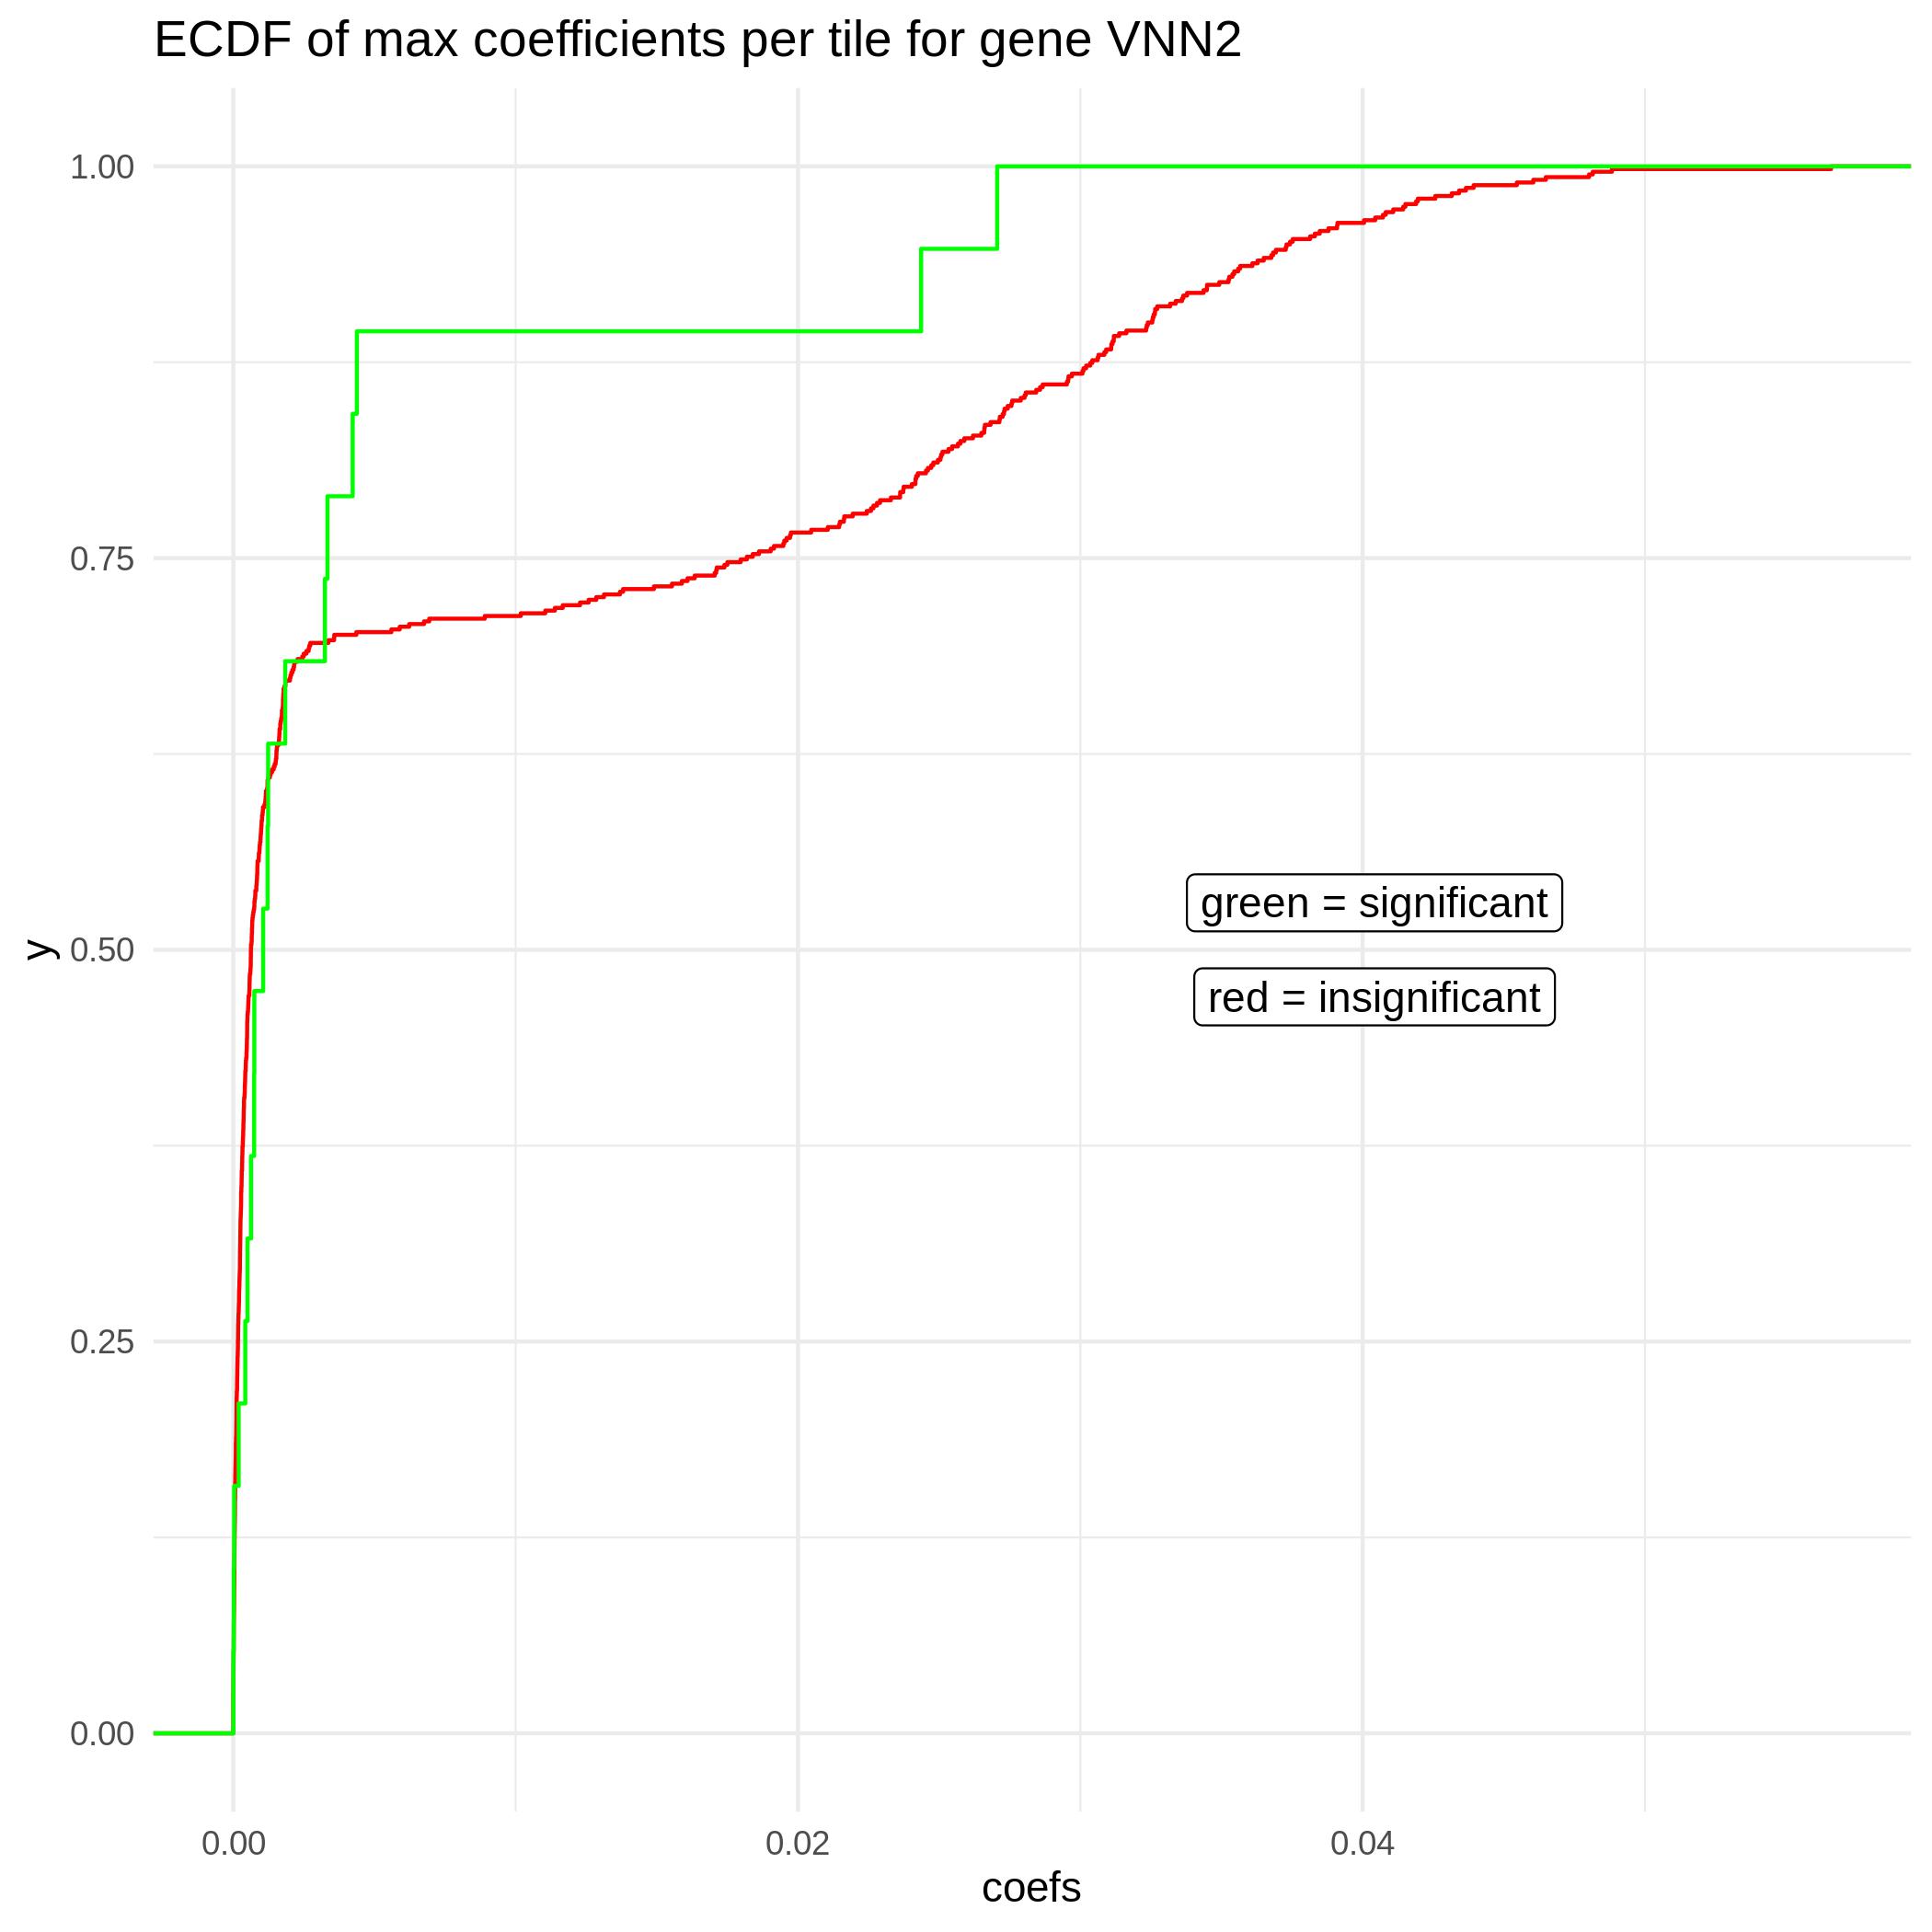 ECDF of max coefficients per tile for gene VNN2
1.00
0.75
0.50
0.25
0.00
y
green = significant
red = insignificant
0.00
0.02
0.04
coefs